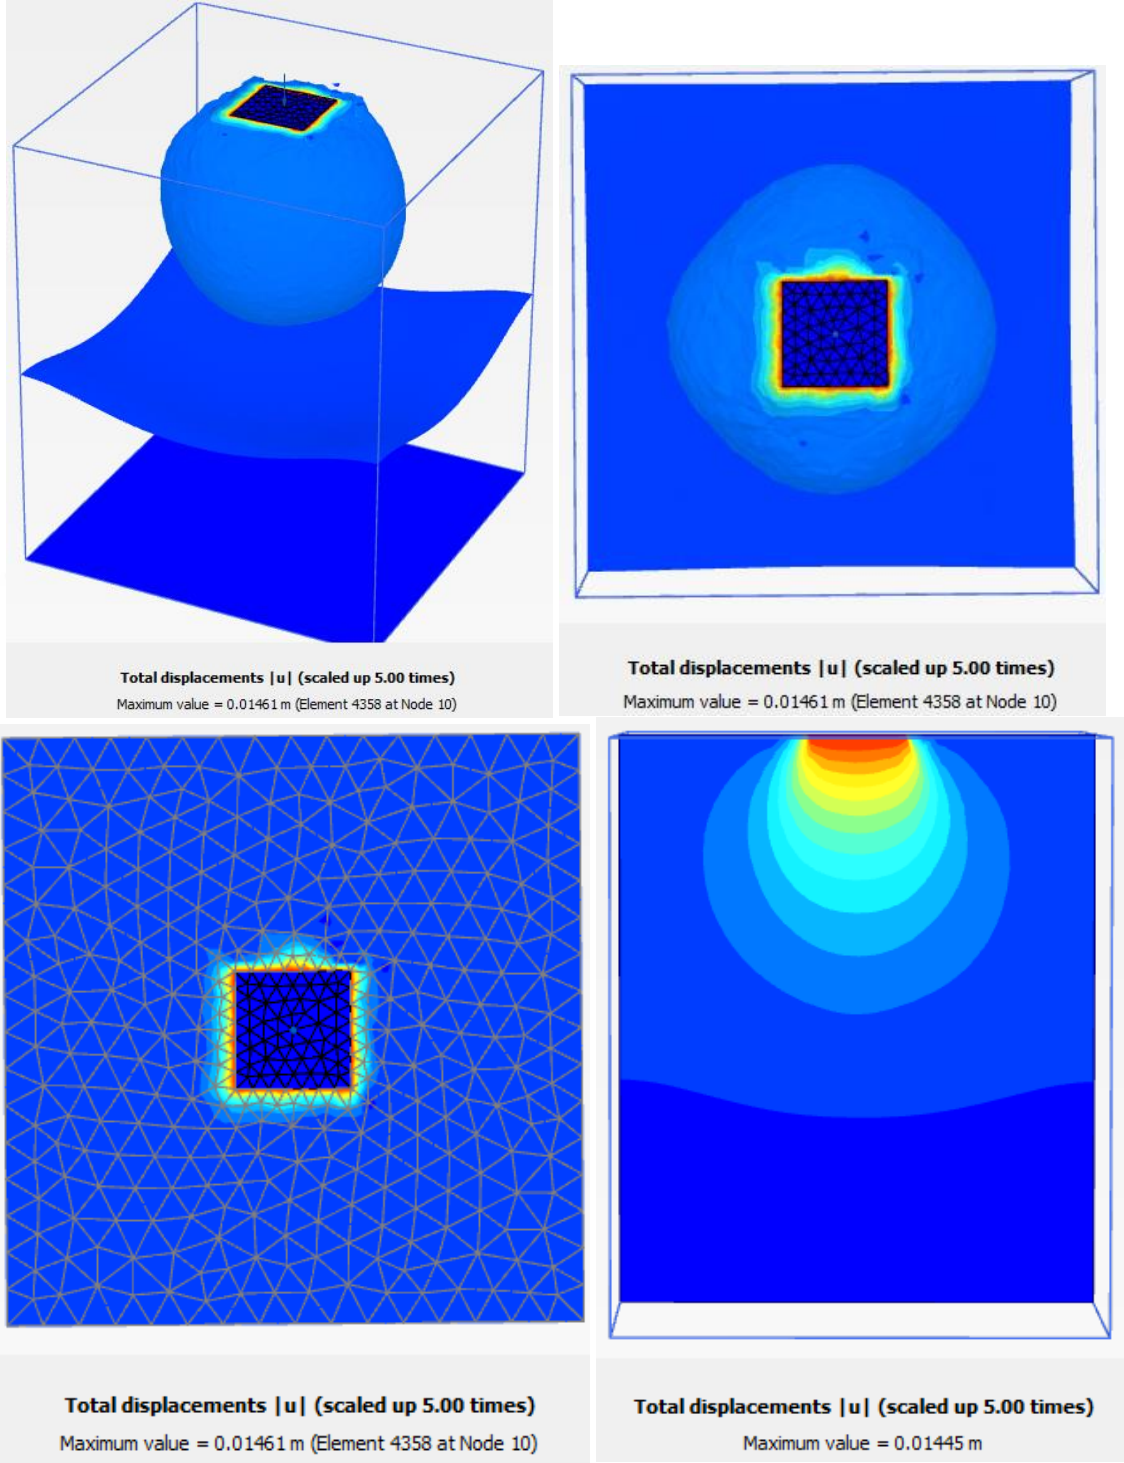 Total displacements |u| (scaled up 5.00 times)
Maximum value = 0.01461 m (Element 4358 at Node 10)
Total displacements |u| (scaled up 5.00 times)
Maximum value = 0.01461 m (Element 4358 at Node 10)
Total displacements |u| (scaled up 5.00 times)
Maximum value = 0.01461 m (Element 4358 at Node 10)
Total displacements |u| (scaled up 5.00 times)
Maximum value = 0.01445 m